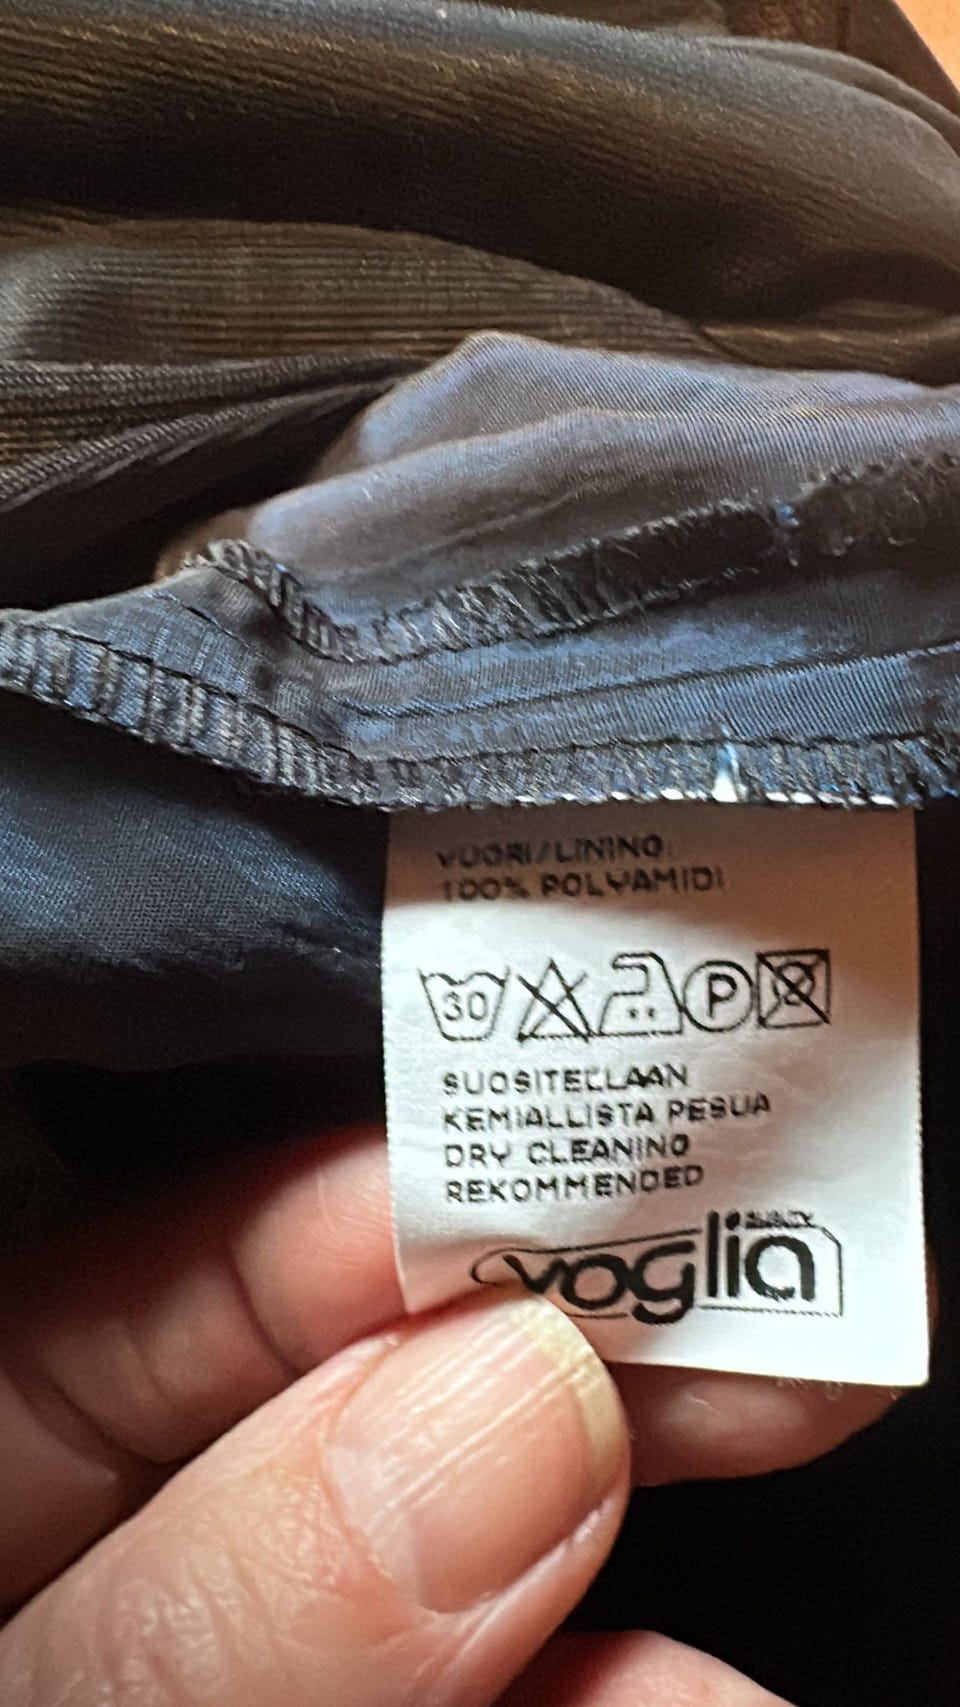 VUORI/LINING:
100% POLYAMIDI
30 P
SUOSITELLAAN
KEMIALLISTA PESUA
DRY CLEANING
REKOMMENDED
voglia